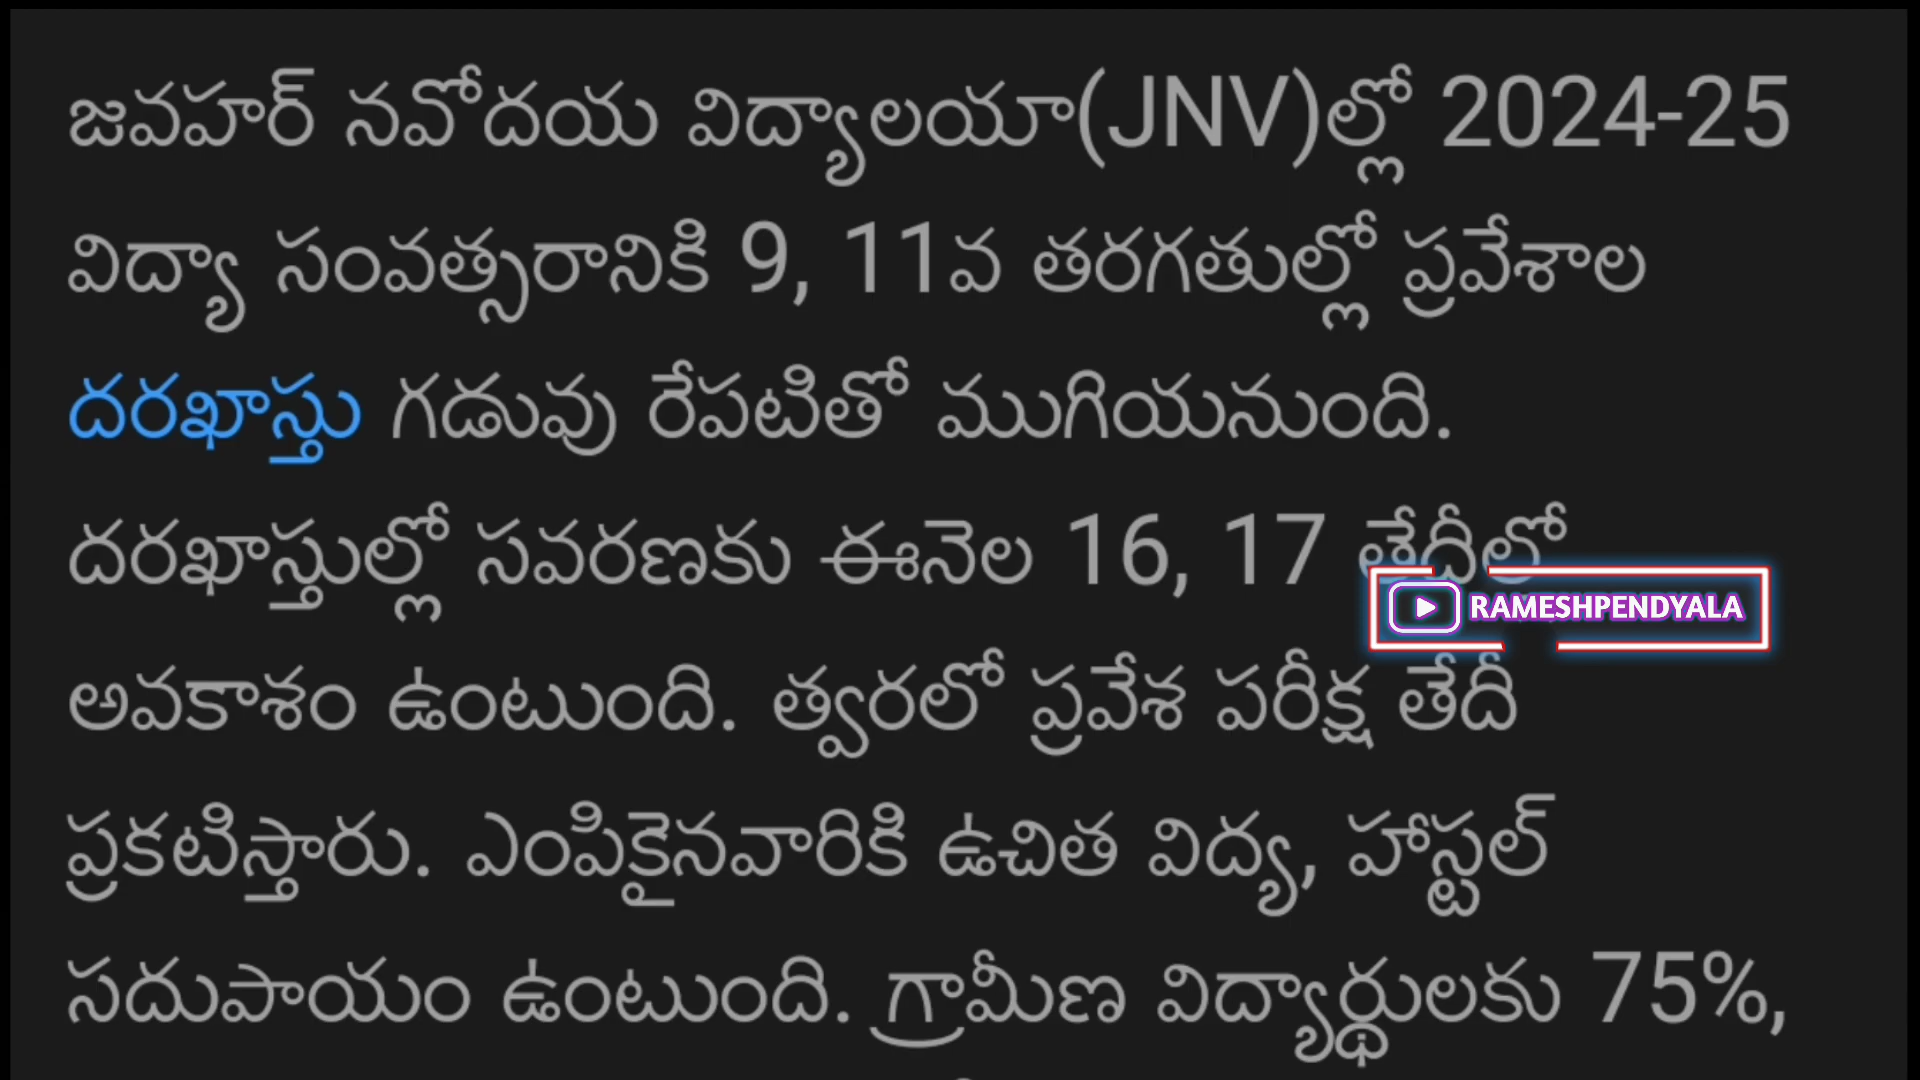 జవహర్ నవోదయ విద్యాలయా(JNV)ల్లో 2024-25
విద్యా సంవత్సరానికి 9, 11వ తరగతుల్లో ప్రవేశాల
దరఖాస్తు గడువు రేపటితో ముగియనుంది.
దరఖాస్తుల్లో సవరణకు ఈనెల 16, 17 తేదీలో
RAMESHPENDYALA
అవకాశం ఉంటుంది. త్వరలో ప్రవేశ పరీక్ష తేదీ
ప్రకటిస్తారు. ఎంపికైనవారికి ఉచిత విద్య, హాస్టల్
సదుపాయం ఉంటుంది. గ్రామీణ విద్యార్థులకు 75%,